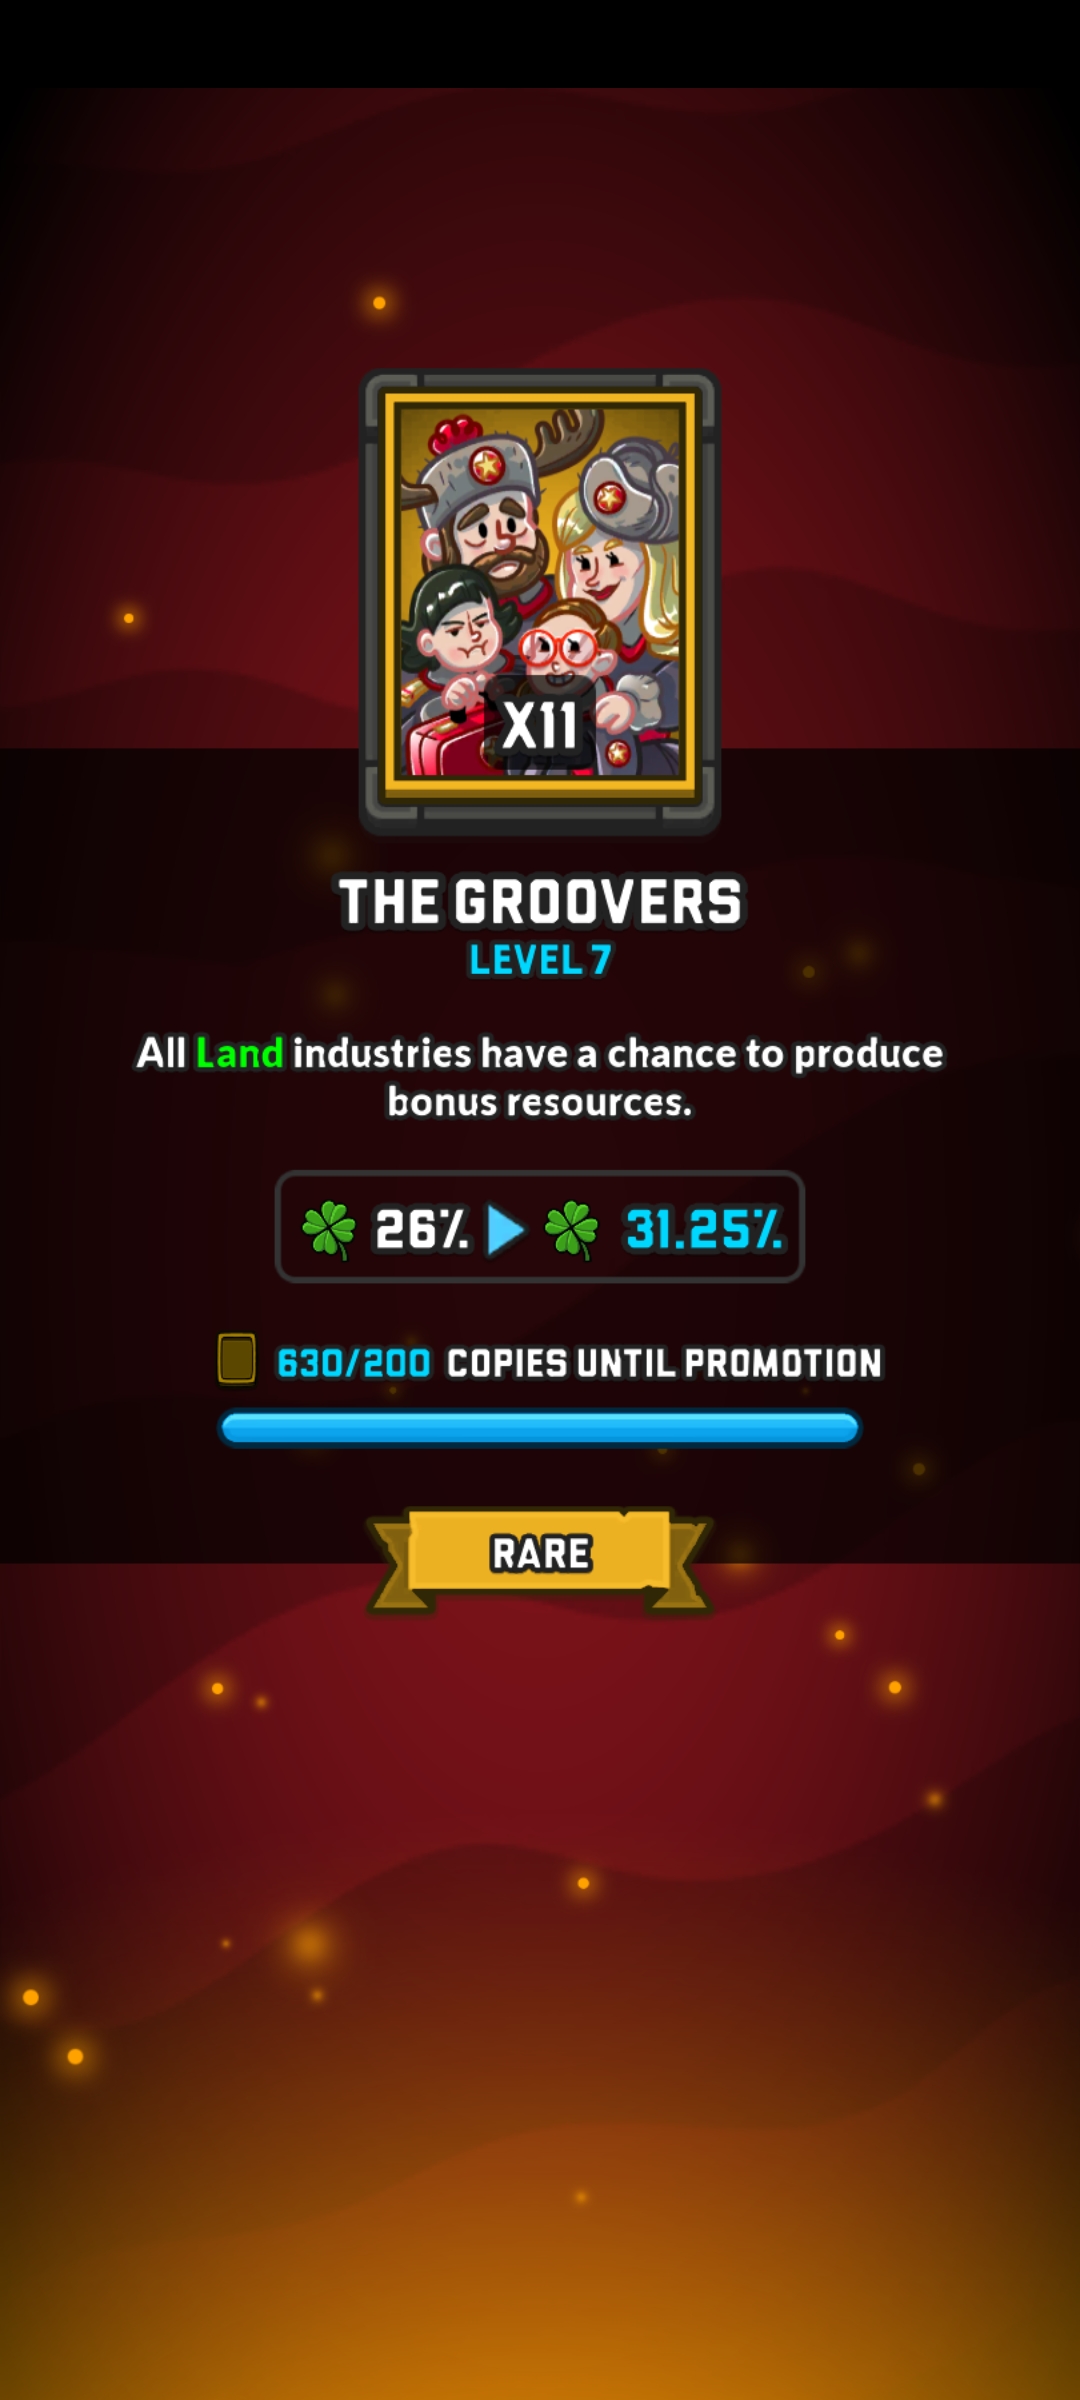 X11
THE GROOVERS
LEVEL 7
All Land industries have a chance to produce
bonus resources.
26% 31.25%
630/200 COPIES UNTIL PROMOTION
RARE